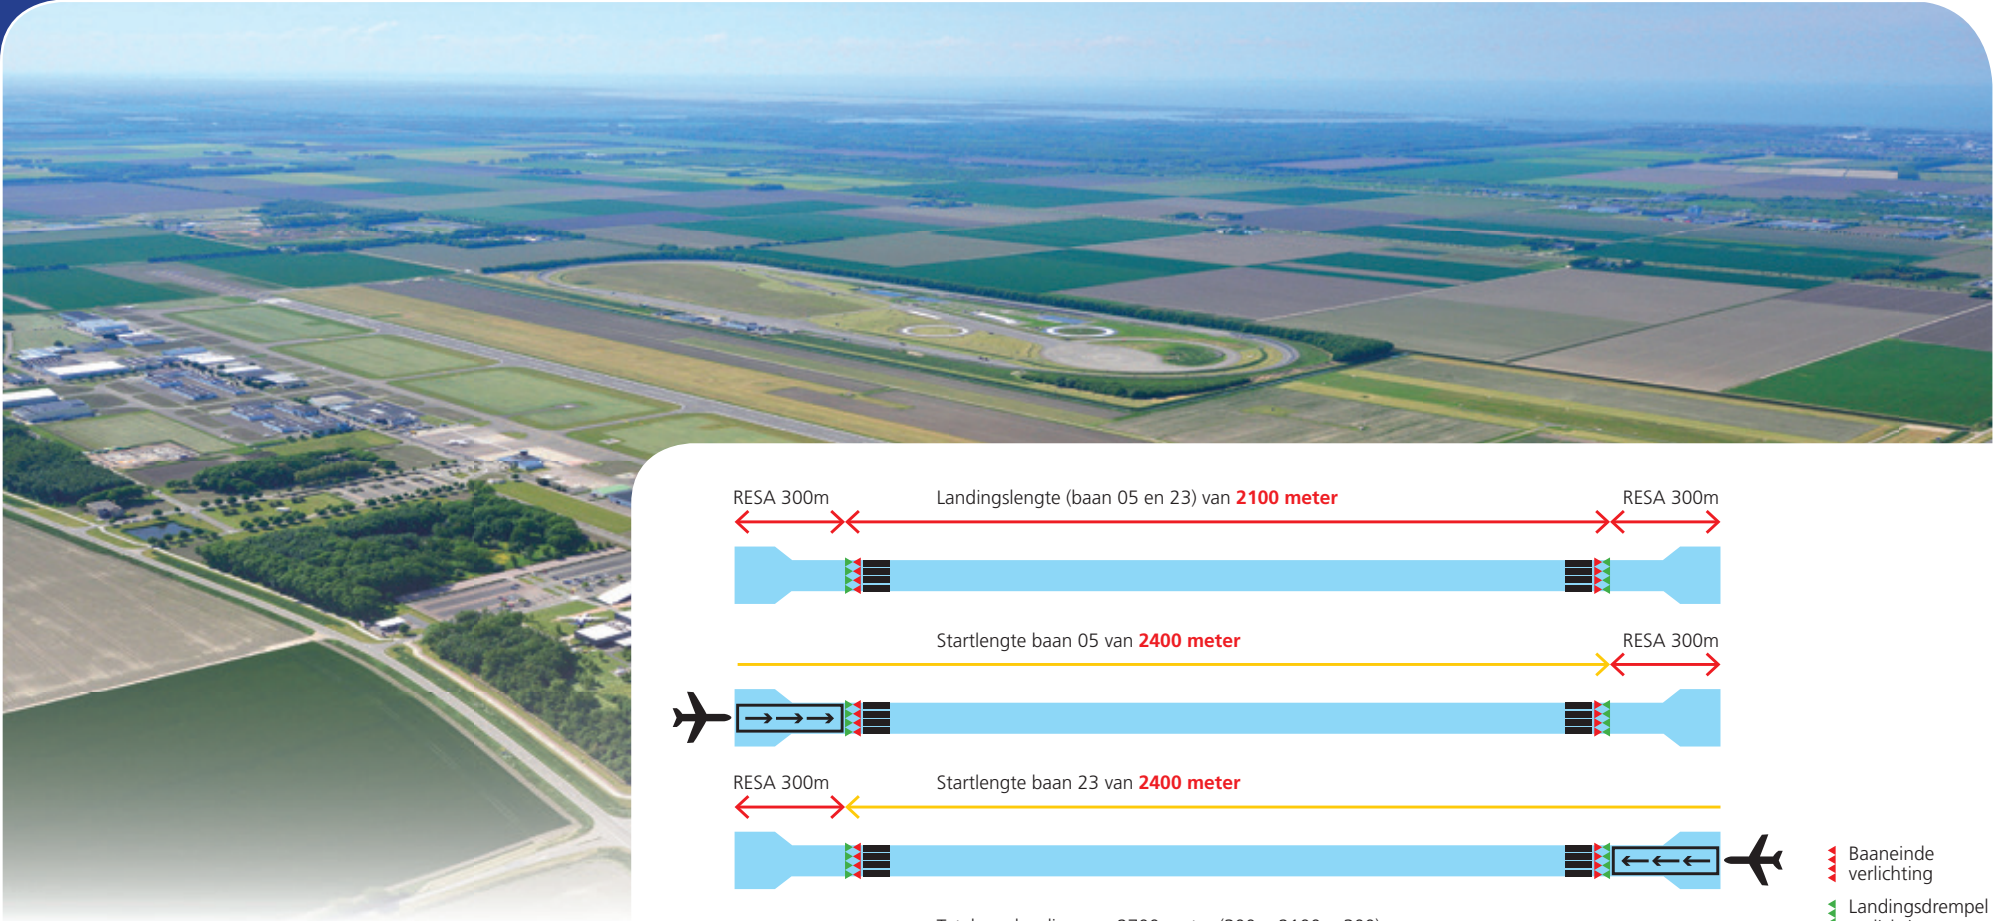 RESA 300m Landingslengte (baan 05 en 23) van 2100 meter RESA 300m
Startlengte baan 05 van 2400 meter RESA 300m
RESA 300m Startlengte baan 23 van 2400 meter
Baaneinde
verlichting
Landingsdrempel